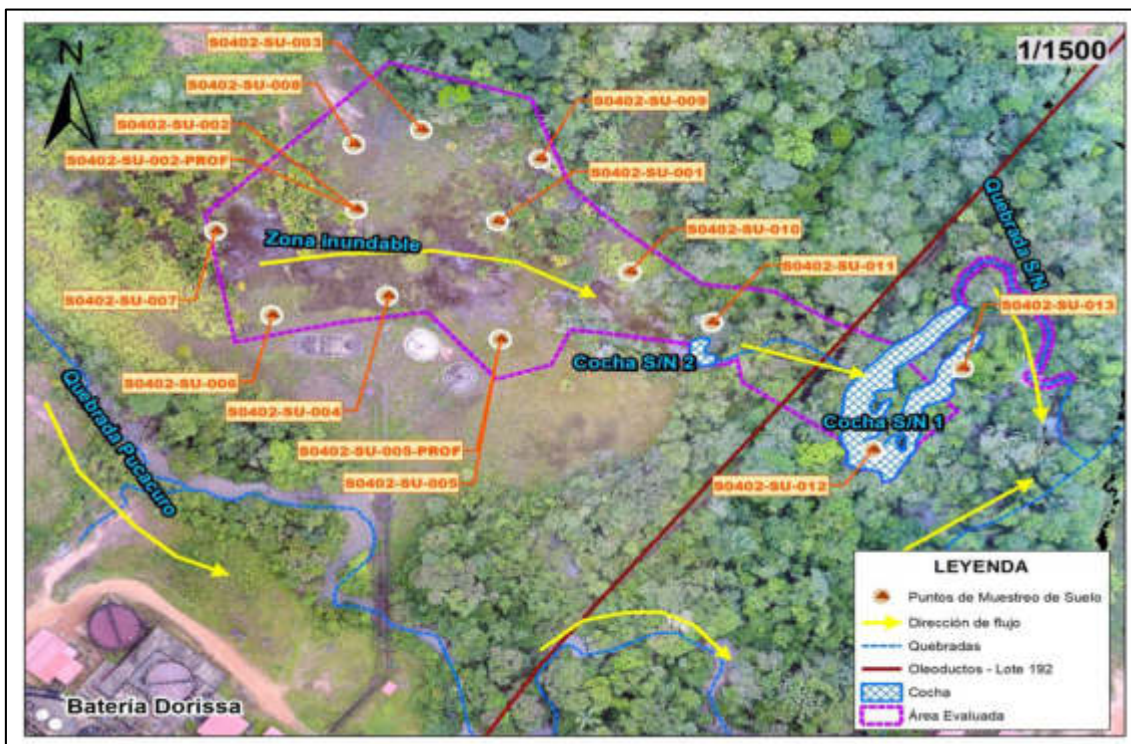 N
1/1500
S0402-SU-003
S0402-SU-008
S0402-SU-009
S0402-SU-002
S0402-SU-002-PROF
S0402-SU-001
Zona inundable
S0402-SU-010
S0402-SU-011
Quebrada S/N
S0402-SU-007
S0402-SU-013
Cocha S/N 2
S0402-SU-006
S0402-SU-004
Quebrada Pucacuro
Cocha S/N 1
S0402-SU-005-PROF
S0402-SU-005
S0402-SU-012
Batería Dorissa
LEYENDA
Puntos de Muestreo de Suelo
Dirección de flujo
Quebradas
Oleoductos - Lote 192
Cocha
Área Evaluada